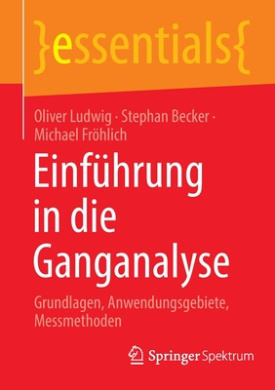 }essentials{
Oliver Ludwig · Stephan Becker ·
Michael Fröhlich
Einführung
in die
Ganganalyse
Grundlagen, Anwendungsgebiete,
Messmethoden
Springer Spektrum